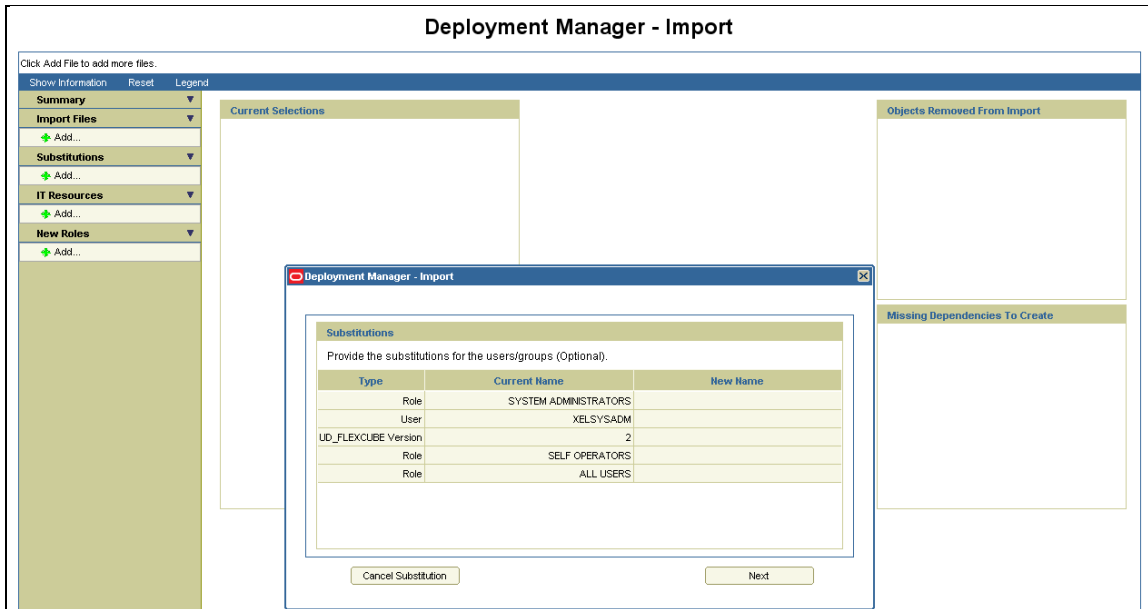 Deployment Manager - Import
Click Add File to add more files.
Show Information Reset Legend
Summary
Import Files
Add...
Substitutions
Add...
IT Resources
Add...
New Roles
Add...
Current Selections
Objects Removed From Import
Missing Dependencies To Create
Deployment Manager - Import
Substitutions
Provide the substitutions for the users/groups (Optional).
Type Current Name New Name
Role SYSTEM ADMINISTRATORS
User XELSYSADM
UD_FLEXCUBE Version 2
Role SELF OPERATORS
Role ALL USERS
Cancel Substitution Next